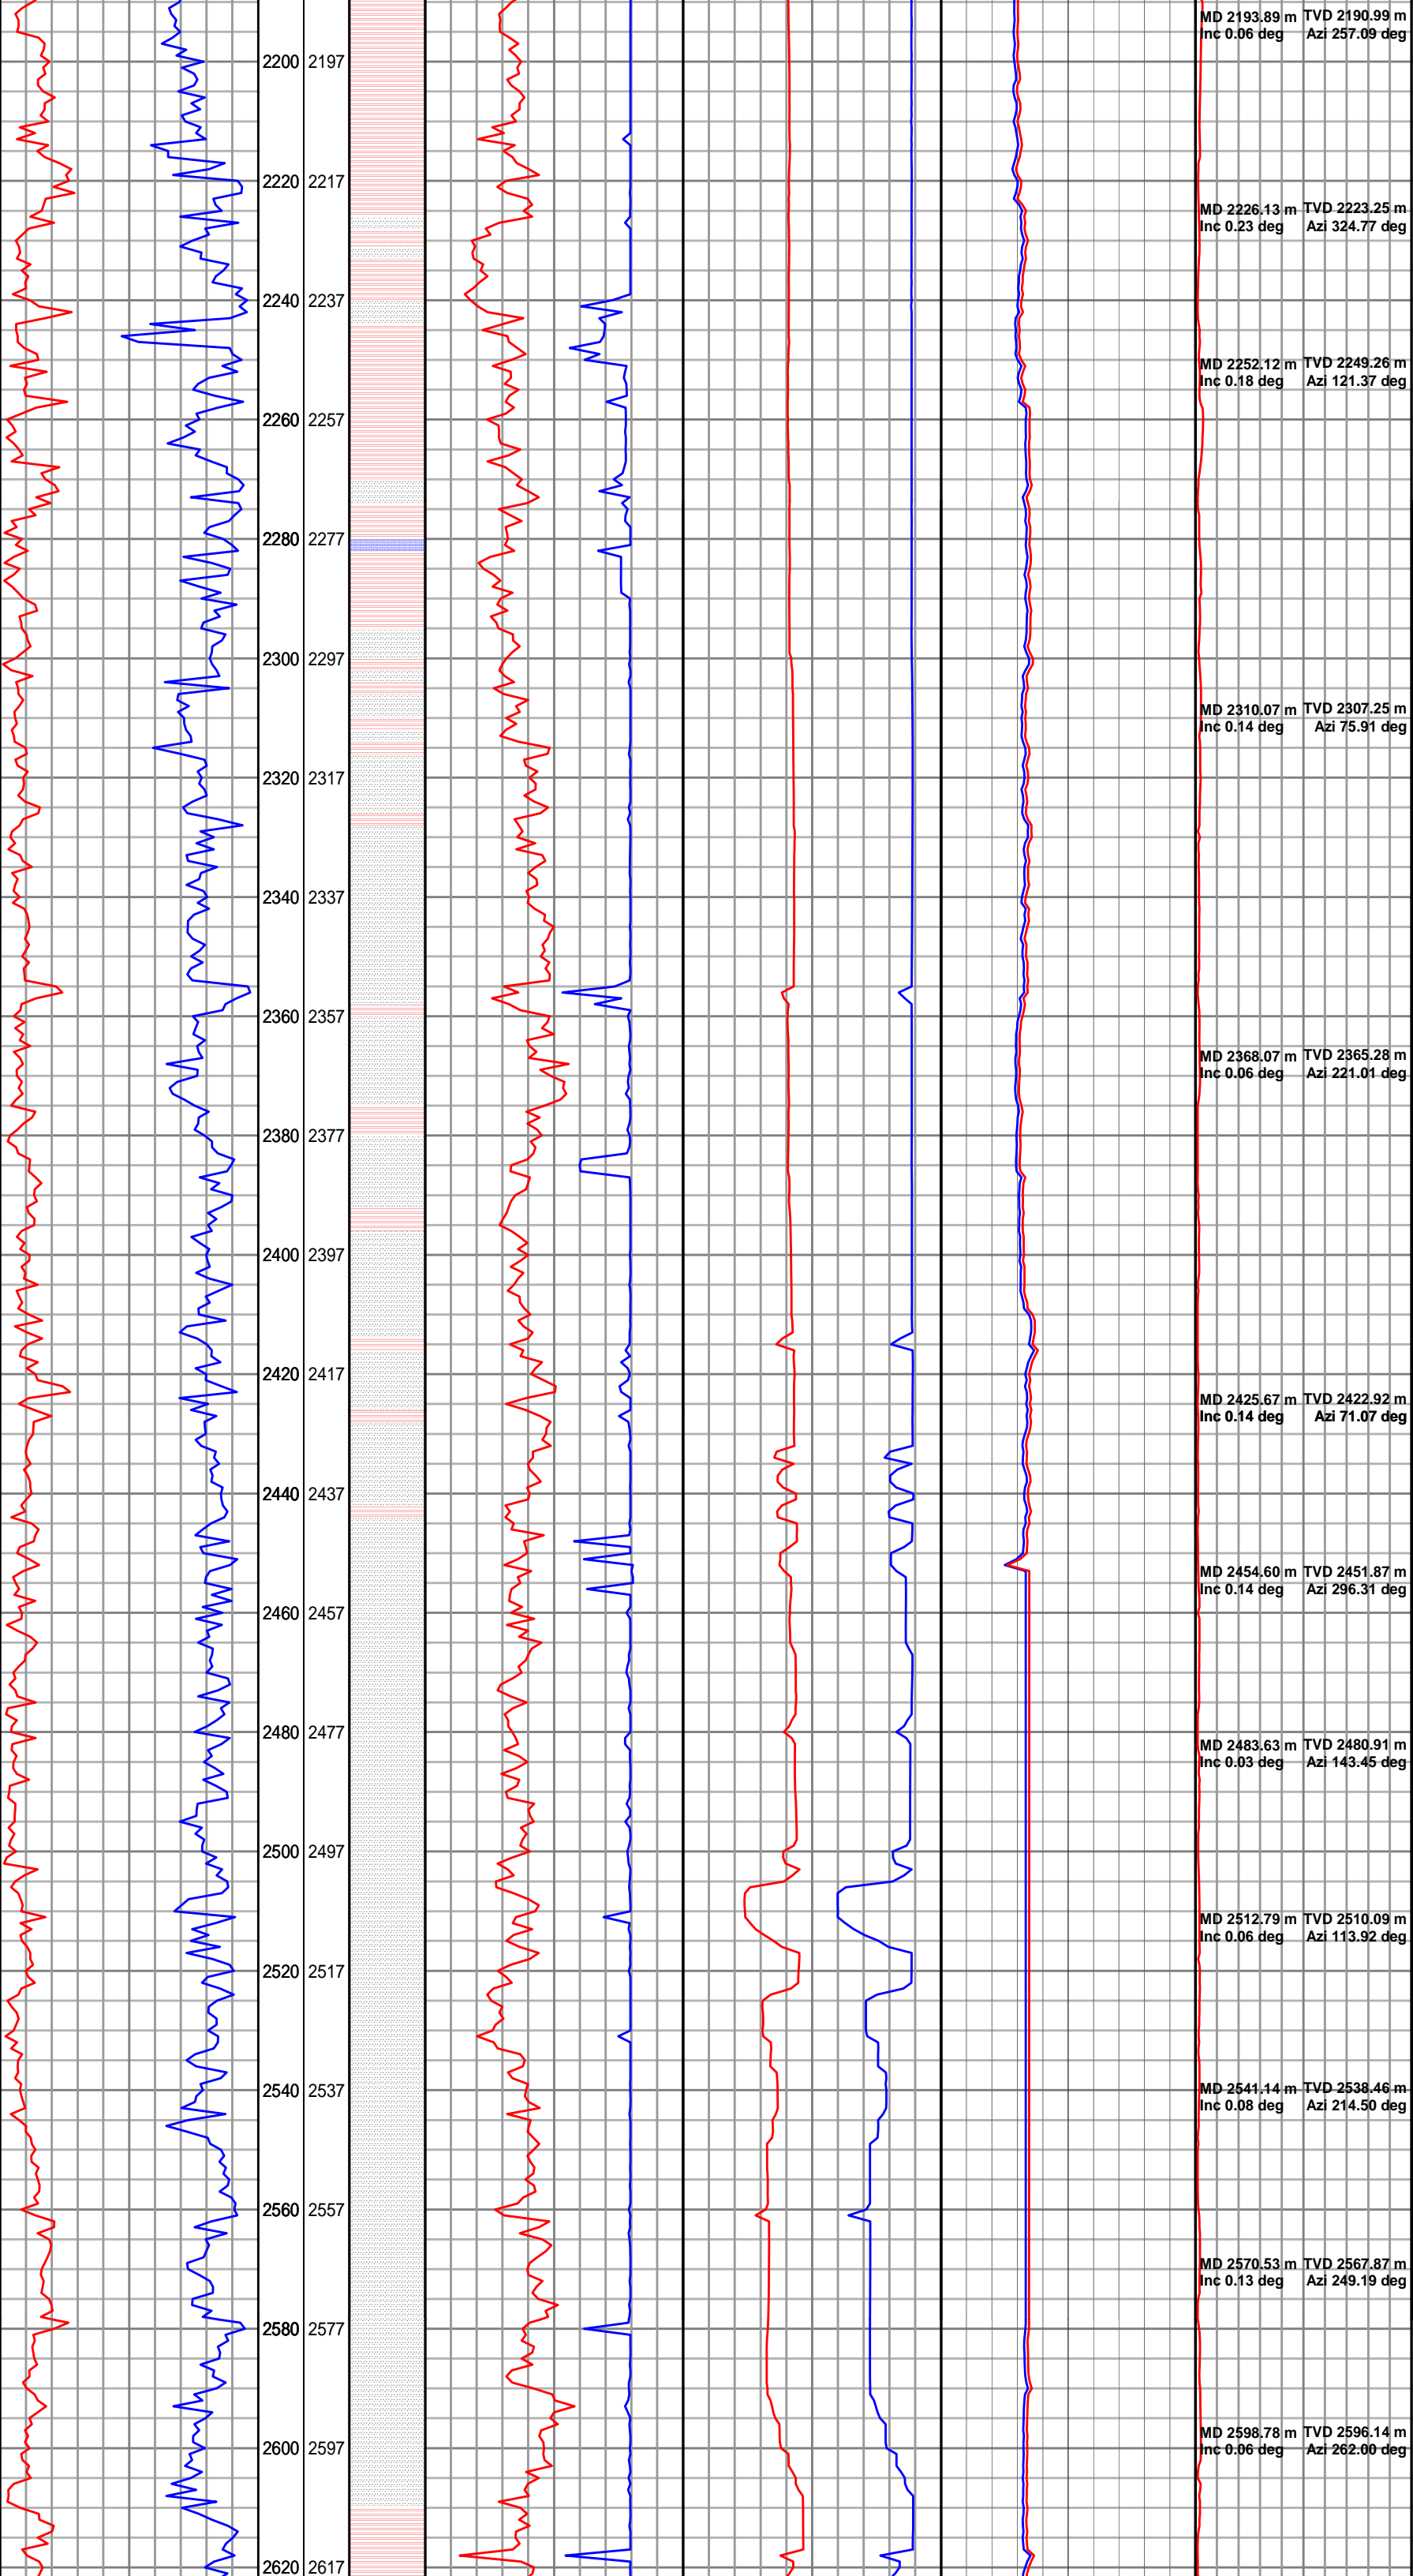 MD 2193.89 m TVD 2190.99 m
Inc 0.06 deg Azi 257.09 deg
2200 2197
2220 2217
MD 2226.13 m TVD 2223.25 m
Inc 0.23 deg Azi 324.77 deg
2240 2237
MD 2252.12 m TVD 2249.26 m
Inc 0.18 deg Azi 121.37 deg
2260 2257
2280 2277
2300 2297
MD 2310.07 m TVD 2307.25 m
Inc 0.14 deg Azi 75.91 deg
2320 2317
2340 2337
2360 2357
MD 2368.07 m TVD 2365.28 m
Inc 0.06 deg Azi 221.01 deg
2380 2377
2400 2397
2420 2417
MD 2425.67 m TVD 2422.92 m
Inc 0.14 deg Azi 71.07 deg
2440 2437
MD 2454.60 m TVD 2451.87 m
Inc 0.14 deg Azi 296.31 deg
2460 2457
2480 2477
MD 2483.63 m TVD 2480.91 m
Inc 0.03 deg Azi 143.45 deg
2500 2497
MD 2512.79 m TVD 2510.09 m
Inc 0.06 deg Azi 113.92 deg
2520 2517
2540 2537
MD 2541.14 m TVD 2538.46 m
Inc 0.08 deg Azi 214.50 deg
2560 2557
MD 2570.53 m TVD 2567.87 m
Inc 0.13 deg Azi 249.19 deg
2580 2577
MD 2598.78 m TVD 2596.14 m
Inc 0.06 deg Azi 262.00 deg
2600 2597
2620 2617